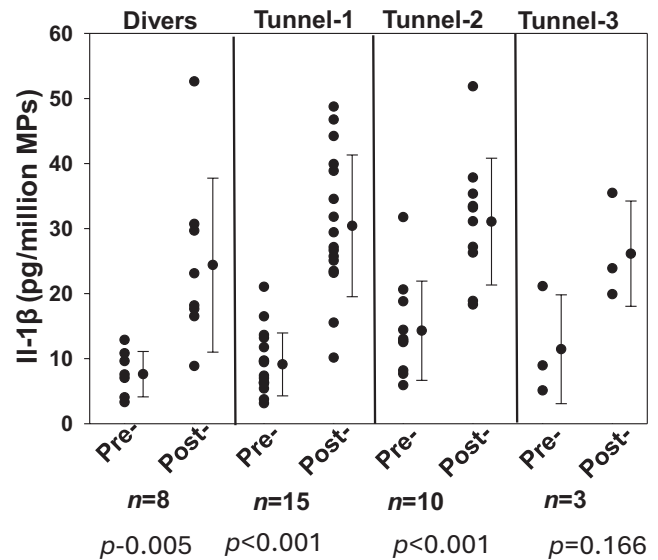 Divers Tunnel-1 Tunnel-2 Tunnel-3
Il-1β (pg/million MPs)
60
50
40
30
20
10
0
Pre- Post- Pre- Post- Pre- Post- Pre- Post-
n=8 n=15 n=10 n=3
p-0.005 p<0.001 p<0.001 p=0.166